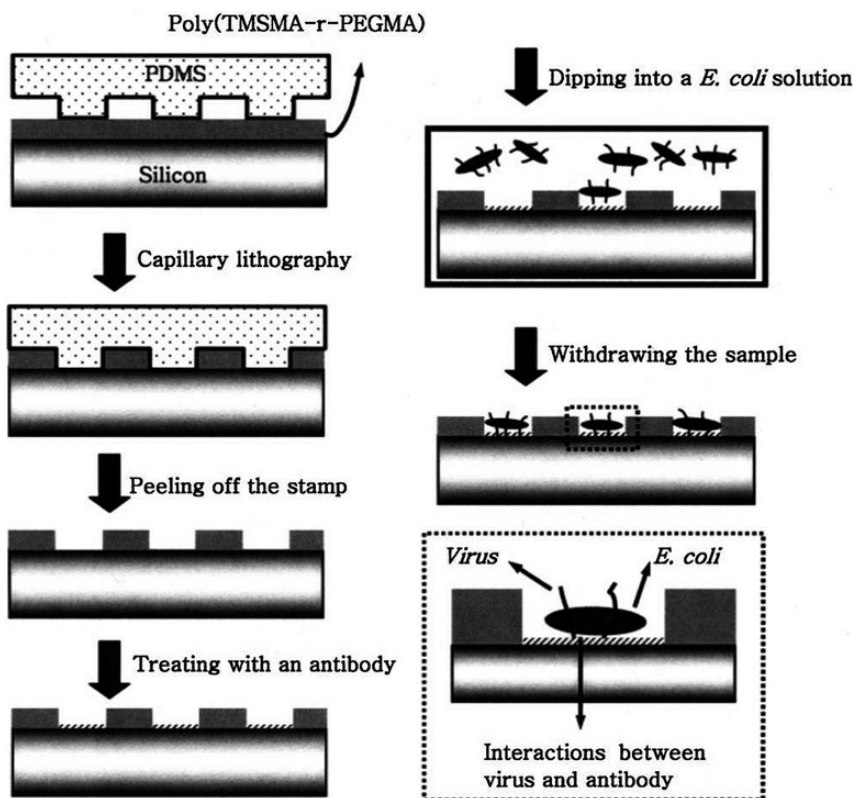 Poly(TMSMA-r-PEGMA)
PDMS
Silicon
Capillary lithography
Peeling off the stamp
Treating with an antibody
Dipping into a E. coli solution
Withdrawing the sample
Virus
E. coli
Interactions between
virus and antibody